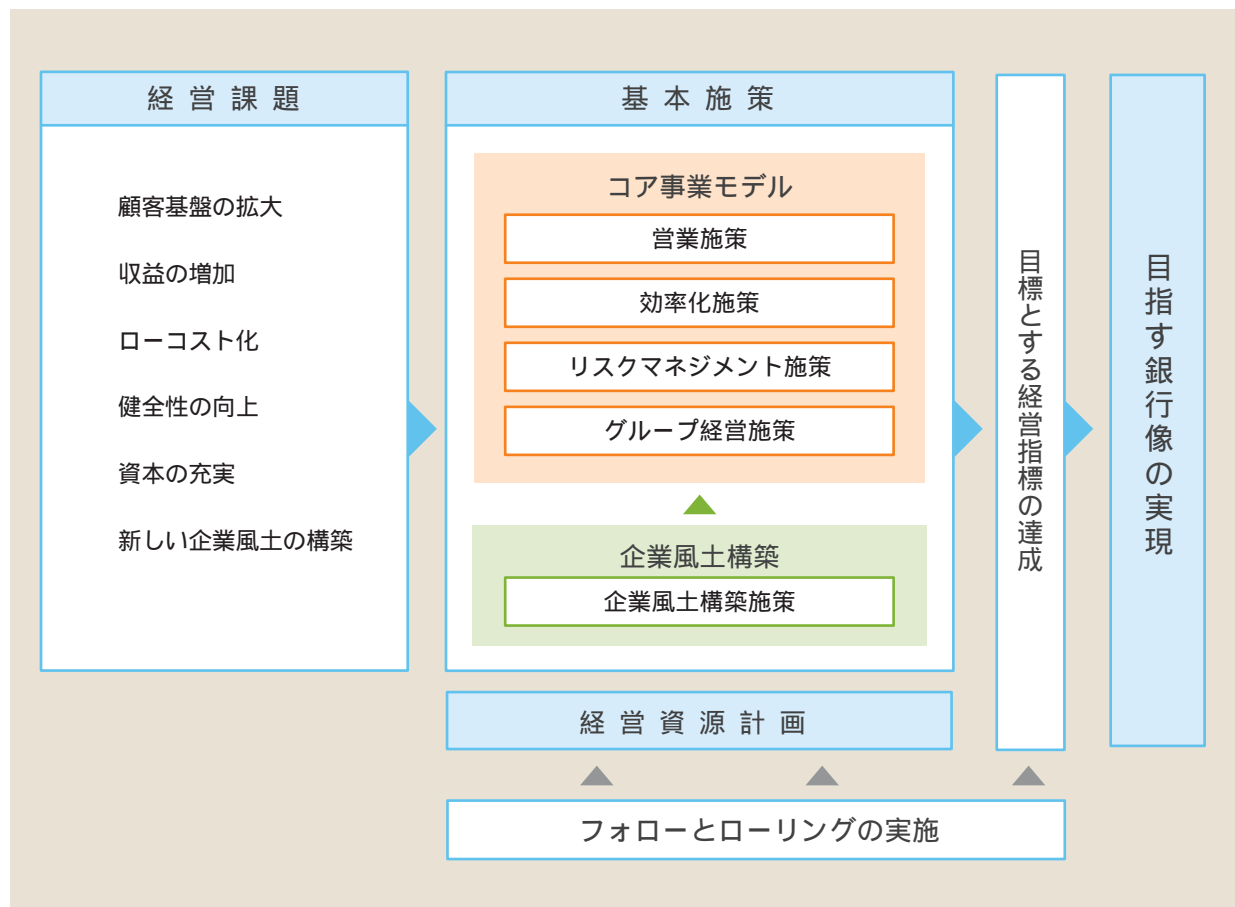 経営課題
顧客基盤の拡大
収益の増加
ローコスト化
健全性の向上
資本の充実
新しい企業風土の構築
基本施策
コア事業モデル
営業施策
効率化施策
リスクマネジメント施策
グループ経営施策
企業風土構築
企業風土構築施策
経営資源計画
フォローとローリングの実施
目標とする経営指標の達成
目指す銀行像の実現